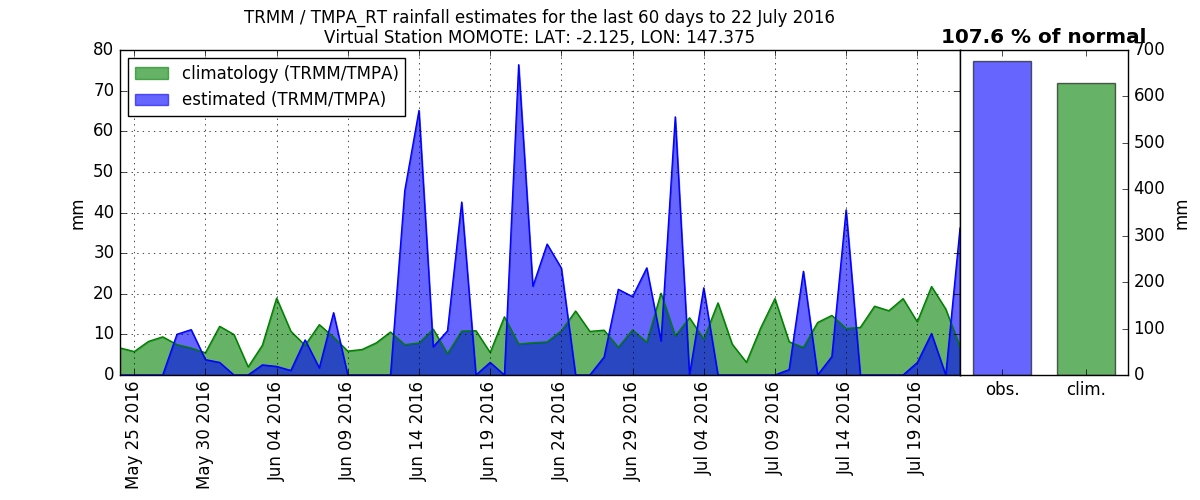 TRMM / TMPA_RT rainfall estimates for the last 60 days to 22 July 2016
Virtual Station MOMOTE: LAT: -2.125, LON: 147.375
107.6 % of normal
climatology (TRMM/TMPA)
estimated (TRMM/TMPA)
80
70
60
50
40
30
20
10
0
mm
700
600
500
400
300
200
100
0
mm
obs.
clim.
May 25 2016
May 30 2016
Jun 04 2016
Jun 09 2016
Jun 14 2016
Jun 19 2016
Jun 24 2016
Jun 29 2016
Jul 04 2016
Jul 09 2016
Jul 14 2016
Jul 19 2016